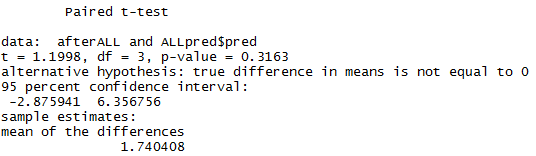 Paired t-test
data:  afterALL and ALLpred$pred
t = 1.1998, df = 3, p-value = 0.3163
alternative hypothesis: true difference in means is not equal to 0
95 percent confidence interval:
-2.875941  6.356756
sample estimates:
mean of the differences
1.740408